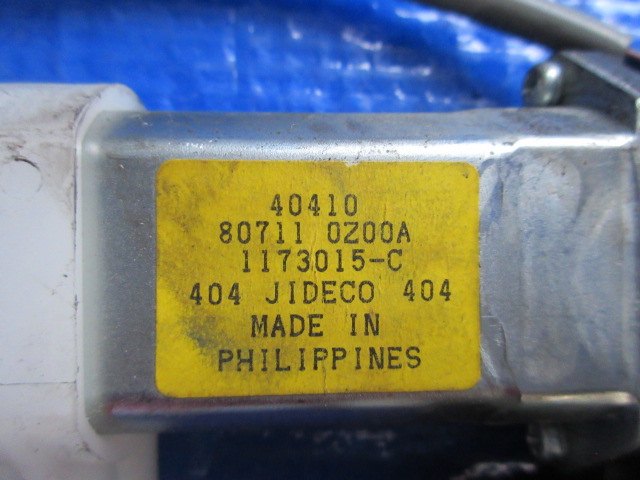 40410
80711 0Z00A
1173015-C
404 JIDECO 404
MADE IN
PHILIPPINES